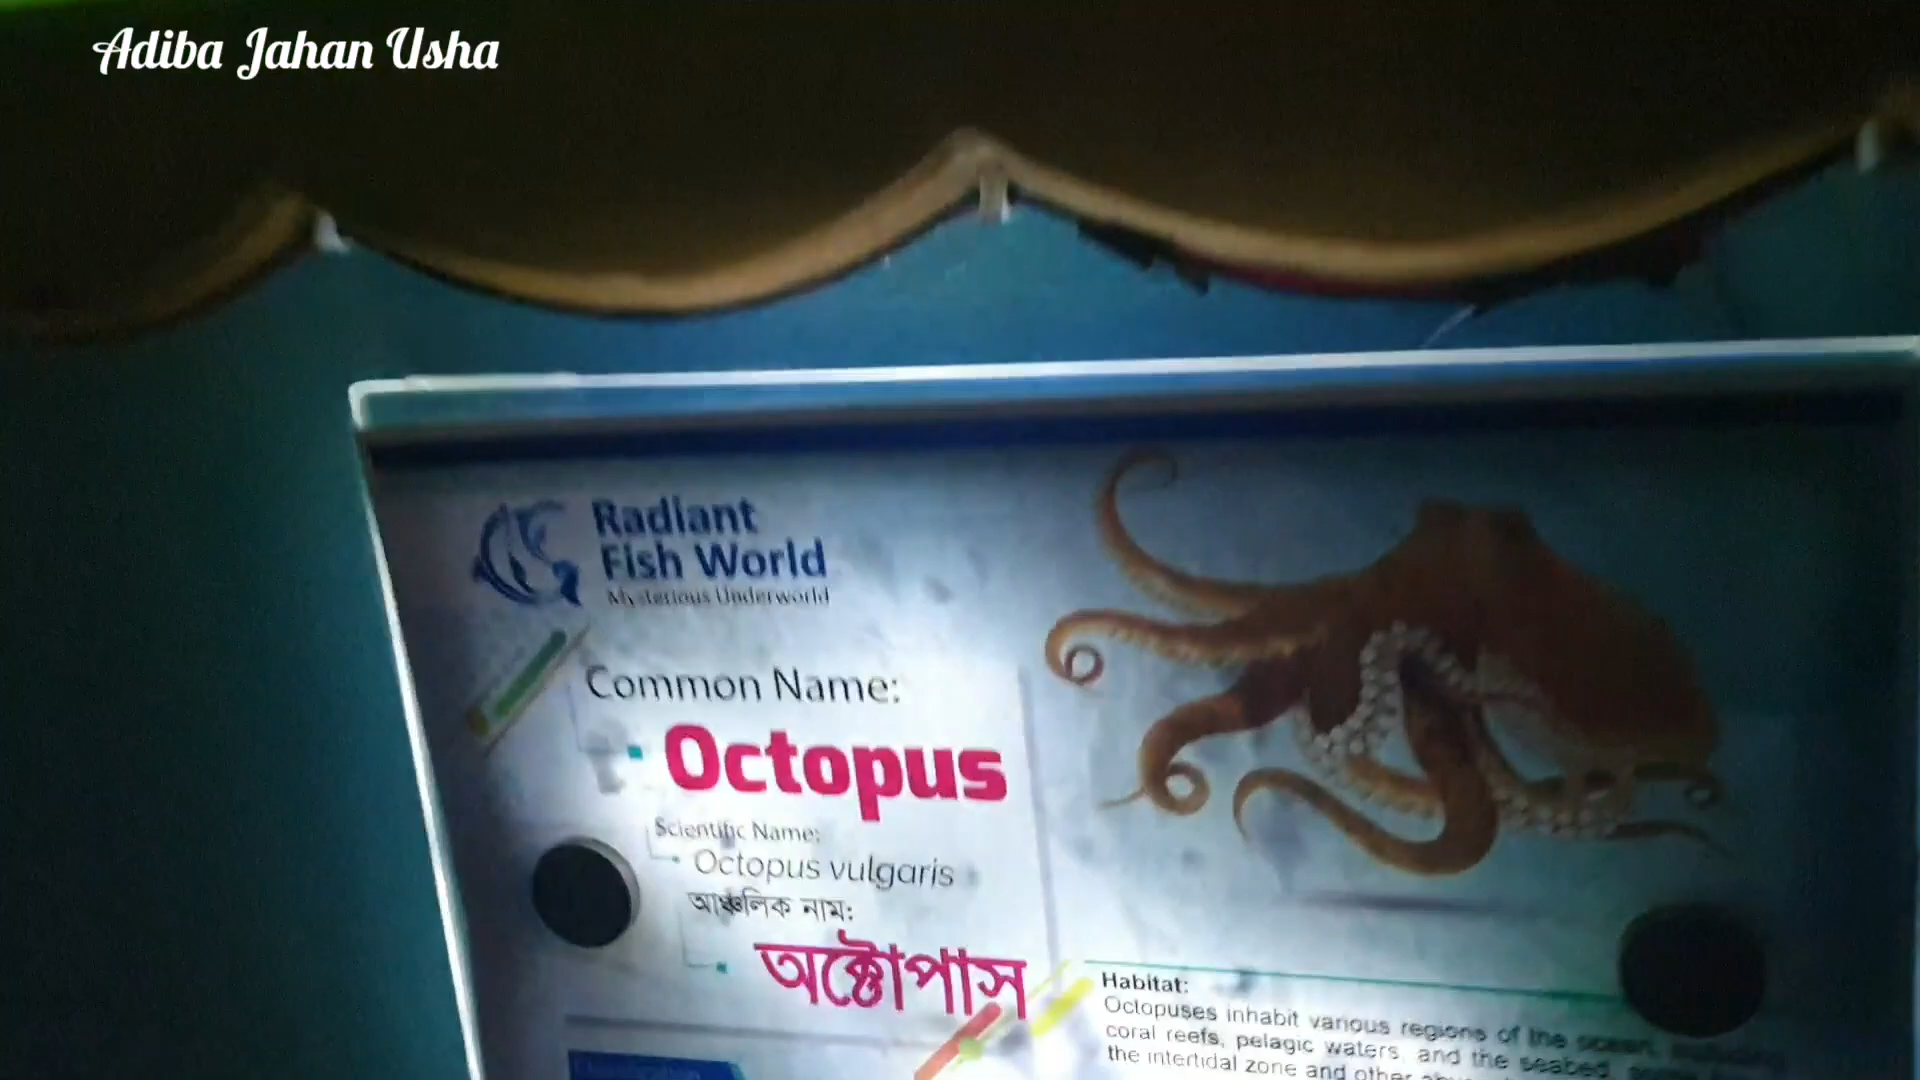 Adiba Jahan Usha
Radiant
Fish World
Mysterious Underworld
Common Name:
Octopus
Scientific Name:
Octopus vulgaris
আঞ্চলিক নাম:
অক্টোপাস
Habitat:
Octopuses inhabit various regions of the ocean,
coral reefs, pelagic waters, and the seabed,
the intertidal zone and other